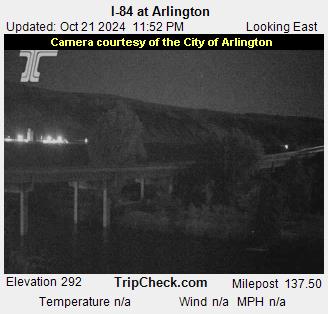 I-84 at Arlington
Updated: Oct 21 2024 11:52 PM Looking East
Camera courtesy of the City of Arlington
Elevation 292 TripCheck.com Milepost 137.50
Temperature n/a Wind n/a MPH n/a